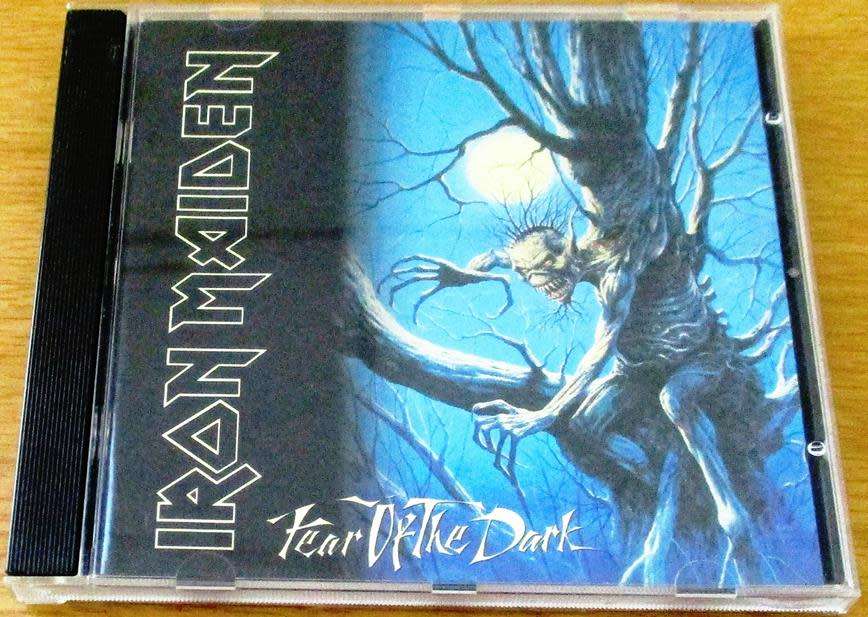 IRON MAIDEN
Fear Of The Dark